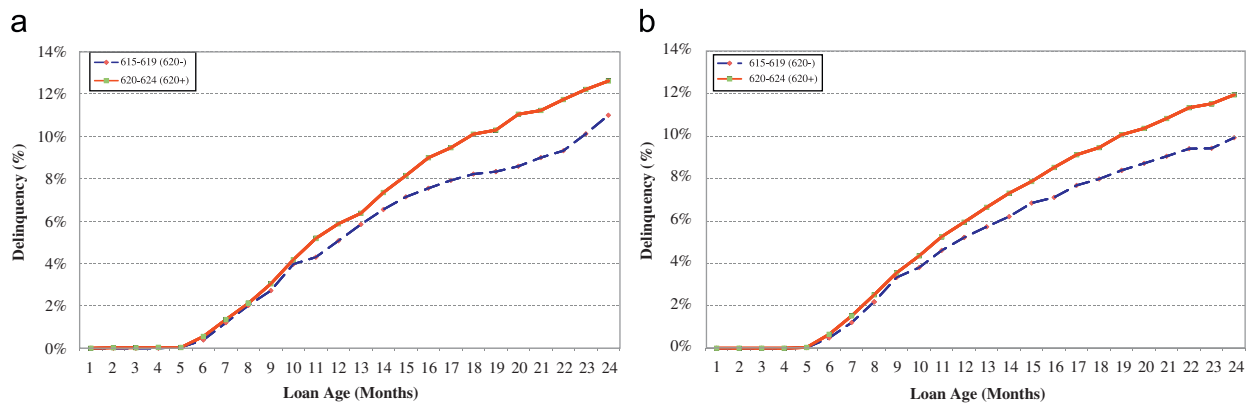 a
14%
12%
10%
8%
6%
4%
2%
0%
Delinquency (%)
615-619 (620-)
620-624 (620+)
1 2 3 4 5 6 7 8 9 10 11 12 13 14 15 16 17 18 19 20 21 22 23 24
Loan Age (Months)
b
14%
12%
10%
8%
6%
4%
2%
0%
Delinquency (%)
615-619 (620-)
620-624 (620+)
1 2 3 4 5 6 7 8 9 10 11 12 13 14 15 16 17 18 19 20 21 22 23 24
Loan Age (Months)